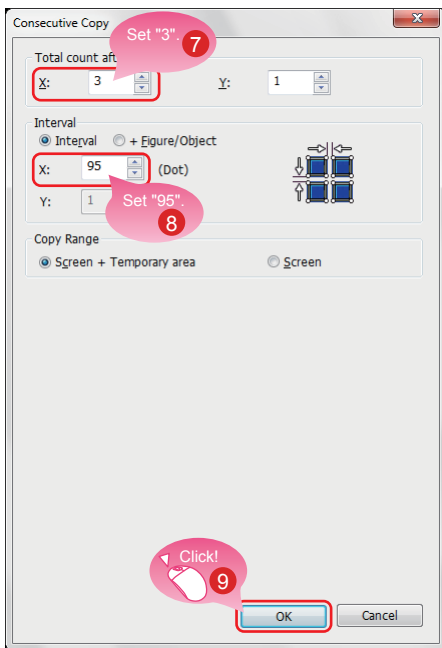 Consecutive Copy
Set "3".
7
Total count aft
X: 3 Y: 1
Interval
Interval + Figure/Object
X: 95 (Dot)
Y: 1
Set "95".
8
Copy Range
Screen + Temporary area Screen
Click!
9
OK Cancel